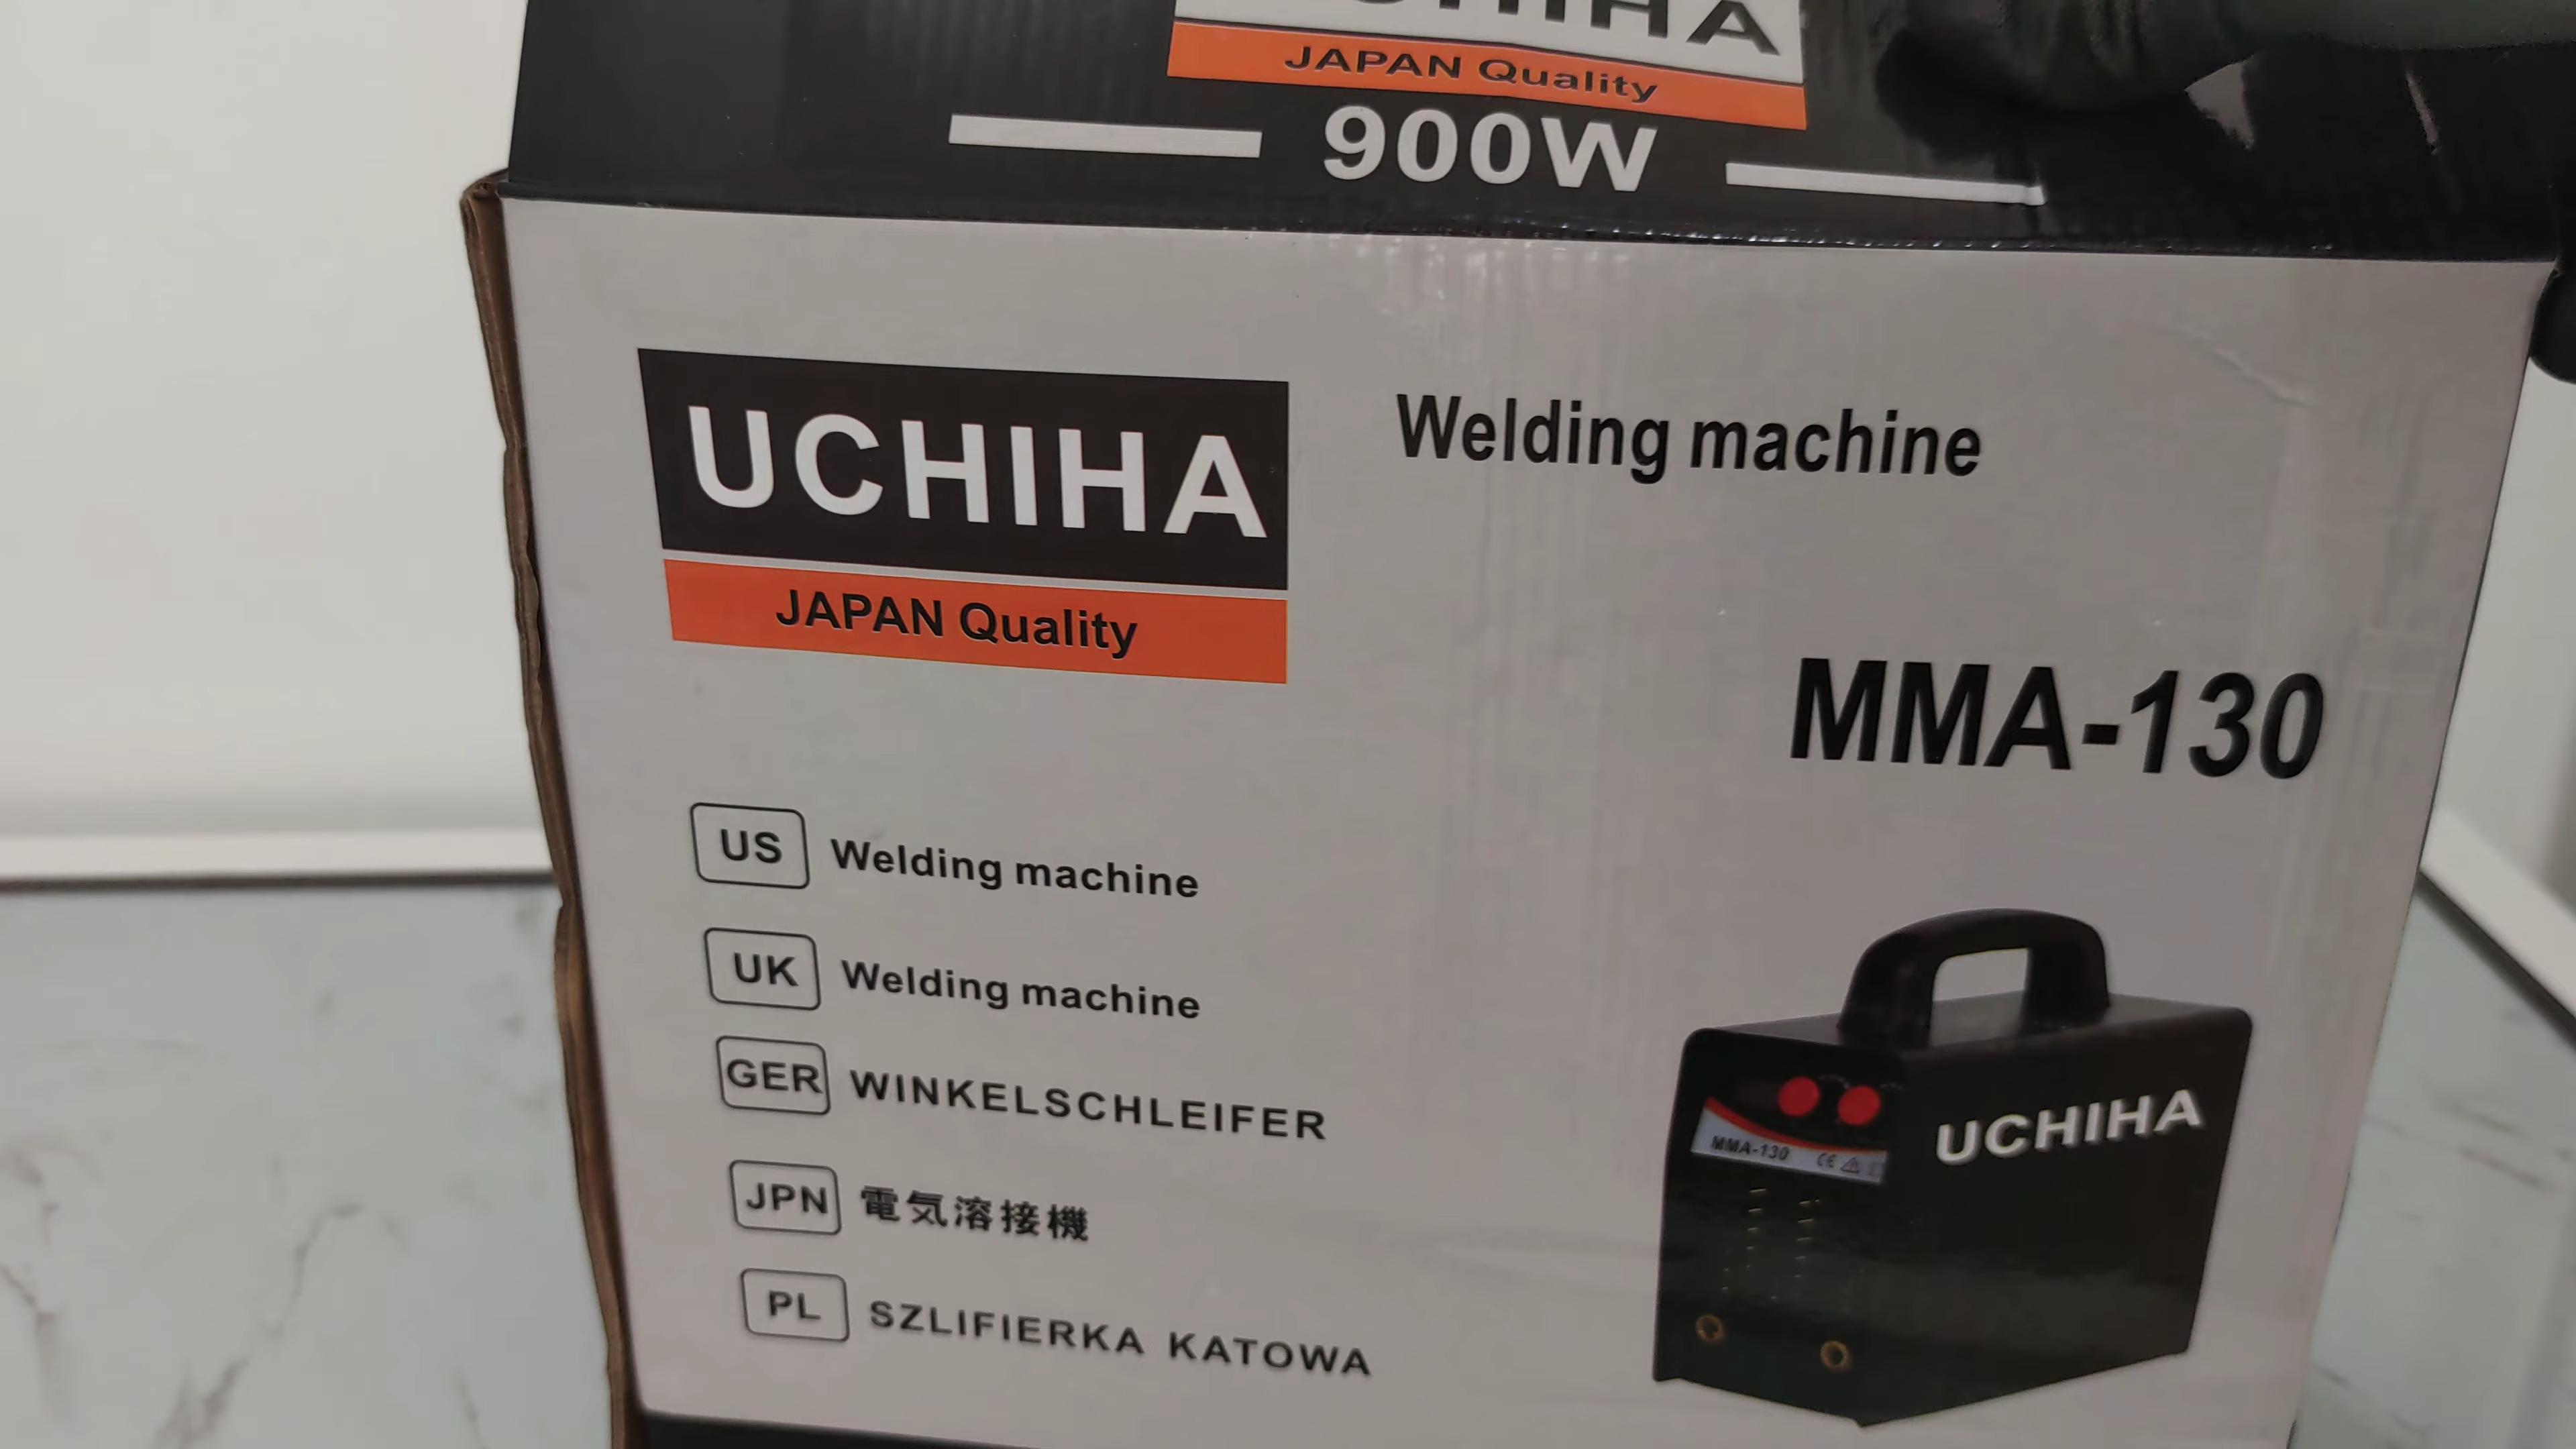 JAPAN Quality
900W
UCHIHA
JAPAN Quality
Welding machine
MMA-130
US Welding machine
UK Welding machine
GER WINKELSCHLEIFER
JPN 電気溶接機
PL SZLIFIERKA KATOWA
UCHIHA
MMA-130 CE